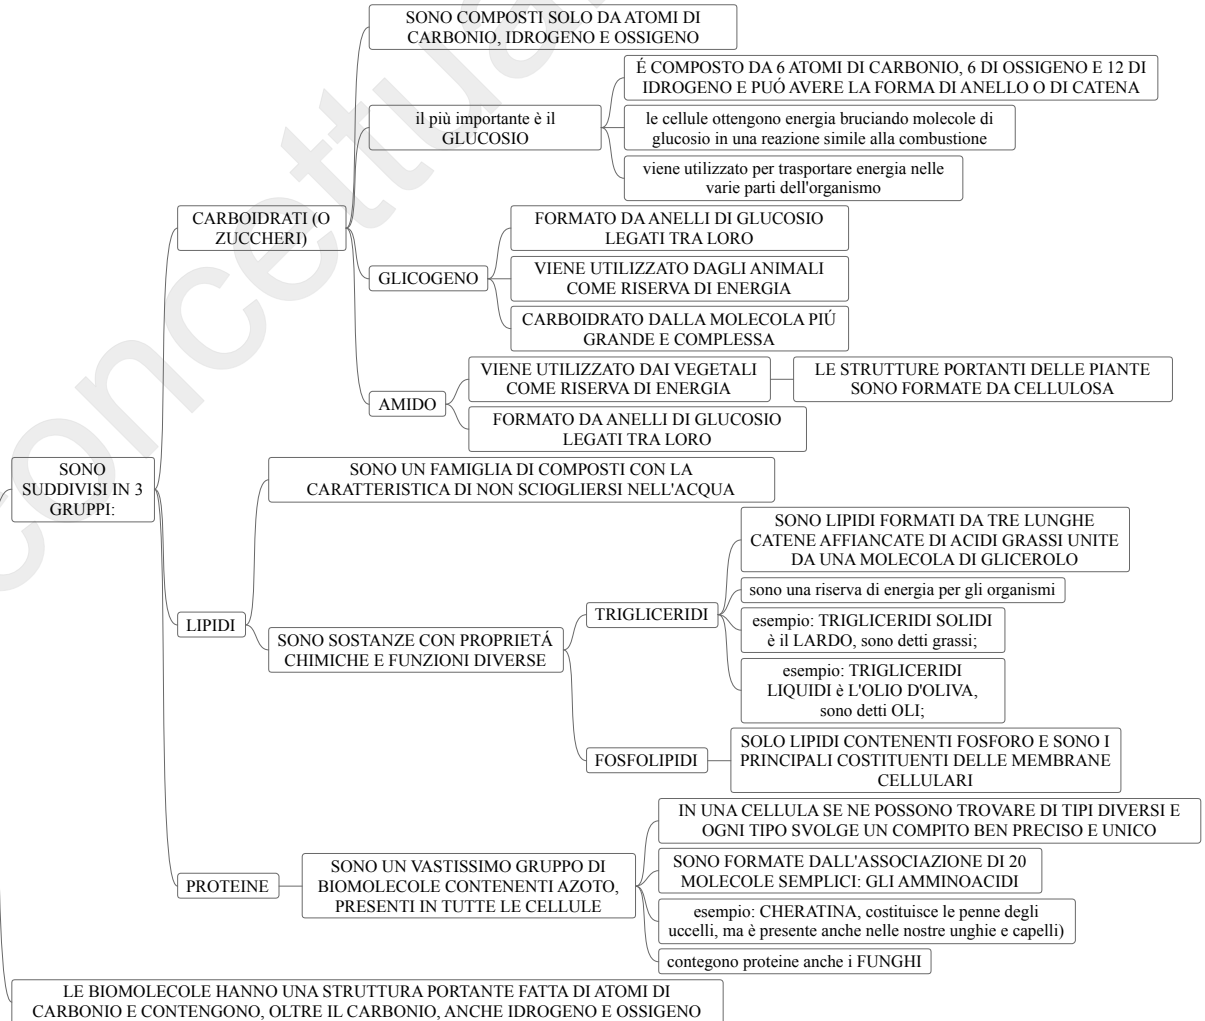 SONO COMPOSTI SOLO DA ATOMI DI
CARBONIO, IDROGENO E OSSIGENO
É COMPOSTO DA 6 ATOMI DI CARBONIO, 6 DI OSSIGENO E 12 DI
IDROGENO E PUÓ AVERE LA FORMA DI ANELLO O DI CATENA
il più importante è il
GLUCOSIO
le cellule ottengono energia bruciando molecole di
glucosio in una reazione simile alla combustione
viene utilizzato per trasportare energia nelle
varie parti dell'organismo
CARBOIDRATI (O
ZUCCHERI)
FORMATO DA ANELLI DI GLUCOSIO
LEGATI TRA LORO
GLICOGENO
VIENE UTILIZZATO DAGLI ANIMALI
COME RISERVA DI ENERGIA
CARBOIDRATO DALLA MOLECOLA PIÚ
GRANDE E COMPLESSA
AMIDO
VIENE UTILIZZATO DAI VEGETALI
COME RISERVA DI ENERGIA
LE STRUTTURE PORTANTI DELLE PIANTE
SONO FORMATE DA CELLULOSA
FORMATO DA ANELLI DI GLUCOSIO
LEGATI TRA LORO
SONO
SUDDIVISI IN 3
GRUPPI:
SONO UN FAMIGLIA DI COMPOSTI CON LA
CARATTERISTICA DI NON SCIOGLIERSI NELL'ACQUA
LIPIDI
SONO SOSTANZE CON PROPRIETÁ
CHIMICHE E FUNZIONI DIVERSE
TRIGLICERIDI
SONO LIPIDI FORMATI DA TRE LUNGHE
CATENE AFFIANCATE DI ACIDI GRASSI UNITE
DA UNA MOLECOLA DI GLICEROLO
sono una riserva di energia per gli organismi
esempio: TRIGLICERIDI SOLIDI
è il LARDO, sono detti grassi;
esempio: TRIGLICERIDI
LIQUIDI è L'OLIO D'OLIVA,
sono detti OLI;
FOSFOLIPIDI
SOLO LIPIDI CONTENENTI FOSFORO E SONO I
PRINCIPALI COSTITUENTI DELLE MEMBRANE
CELLULARI
PROTEINE
SONO UN VASTISSIMO GRUPPO DI
BIOMOLECOLE CONTENENTI AZOTO,
PRESENTI IN TUTTE LE CELLULE
IN UNA CELLULA SE NE POSSONO TROVARE DI TIPI DIVERSI E
OGNI TIPO SVOLGE UN COMPITO BEN PRECISO E UNICO
SONO FORMATE DALL'ASSOCIAZIONE DI 20
MOLECOLE SEMPLICI: GLI AMMINOACIDI
esempio: CHERATINA, costituisce le penne degli
uccelli, ma è presente anche nelle nostre unghie e capelli)
contegono proteine anche i FUNGHI
LE BIOMOLECOLE HANNO UNA STRUTTURA PORTANTE FATTA DI ATOMI DI
CARBONIO E CONTENGONO, OLTRE IL CARBONIO, ANCHE IDROGENO E OSSIGENO